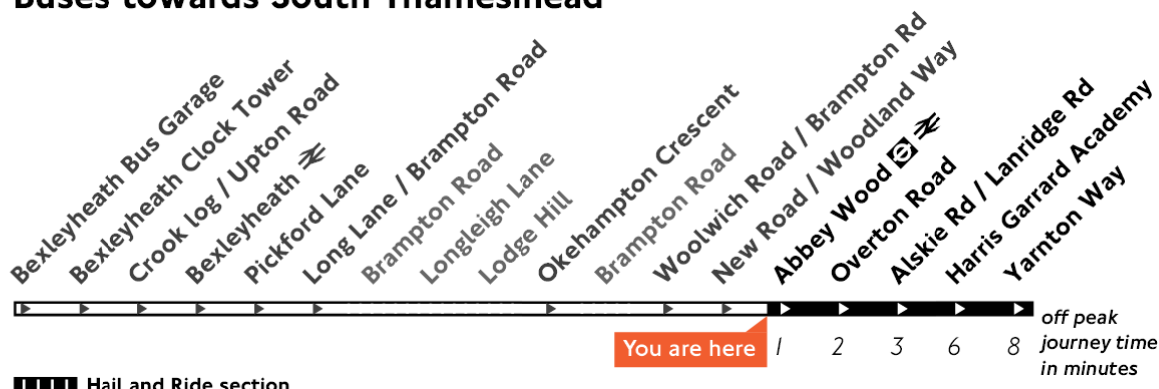 Buses towards South Thamesmead
Bexleyheath Bus Garage
Bexleyheath Clock Tower
Crook log / Upton Road
Bexleyheath
Pickford Lane
Long Lane / Brampton Road
Brampton Road
Longleigh Lane
Lodge Hill
Okehampton Crescent
Brampton Road
Woolwich Road / Brampton Rd
New Road / Woodland Way
Abbey Wood
Overton Road
Alskie Rd / Lanridge Rd
Harris Garrard Academy
Yarnton Way
You are here
1 2 3 6 8
off peak
journey time
in minutes
Hail and Ride section